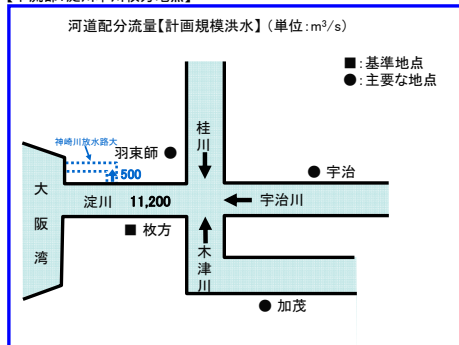 河道配分流量【計画規模洪水】(単位:m³/s)
■:基準地点
●:主要な地点
神崎川放水路大
羽束師 ●
桂川
500
● 宇治
大阪湾
淀川 11,200
宇治川
■ 枚方
木津川
● 加茂